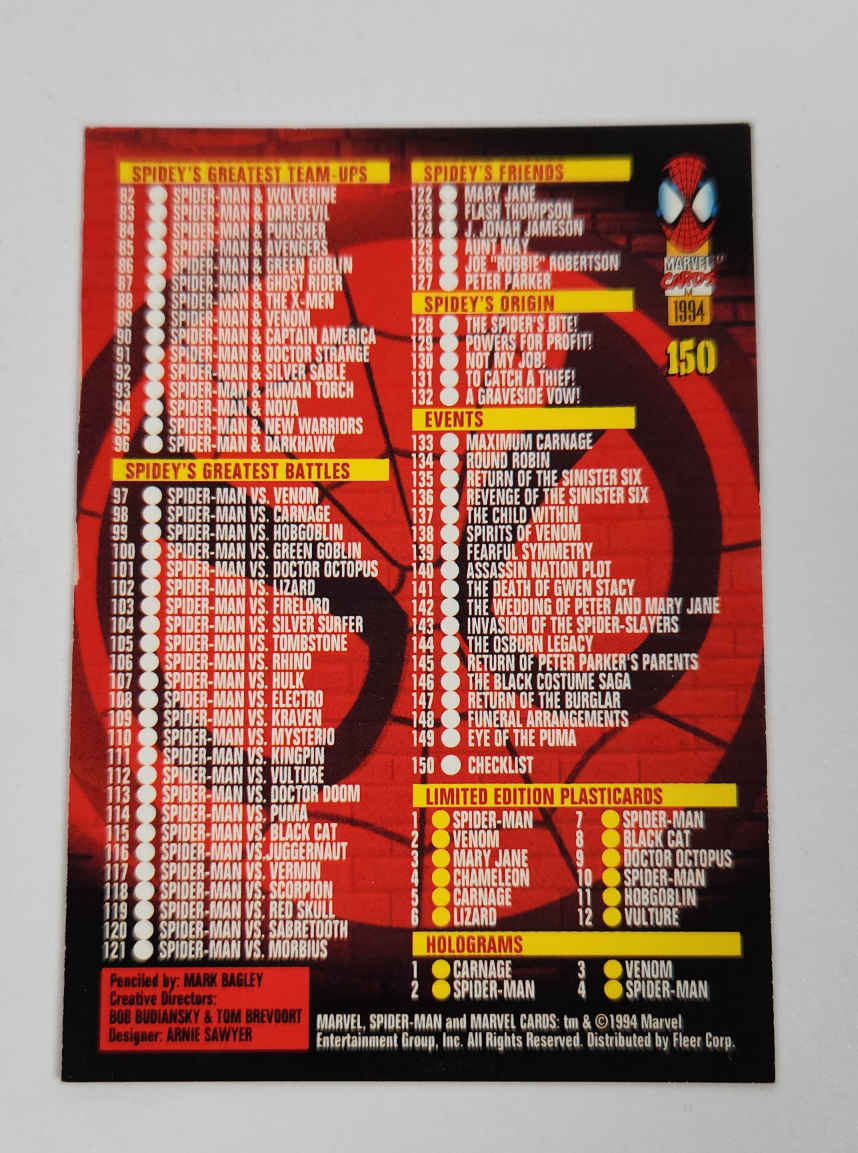 SPIDEY'S GREATEST TEAM-UPS
82 SPIDER-MAN & WOLVERINE
83 SPIDER-MAN & DAREDEVIL
84 SPIDER-MAN & PUNISHER
85 SPIDER-MAN & AVENGERS
86 SPIDER-MAN & GREEN GOBLIN
87 SPIDER-MAN & GHOST RIDER
88 SPIDER-MAN & THE X-MEN
89 SPIDER-MAN & VENOM
90 SPIDER-MAN & CAPTAIN AMERICA
91 SPIDER-MAN & DOCTOR STRANGE
92 SPIDER-MAN & SILVER SABLE
93 SPIDER-MAN & HUMAN TORCH
94 SPIDER-MAN & NOVA
95 SPIDER-MAN & NEW WARRIORS
96 SPIDER-MAN & DARKHAWK
SPIDEY'S GREATEST BATTLES
97 SPIDER-MAN VS. VENOM
98 SPIDER-MAN VS. CARNAGE
99 SPIDER-MAN VS. HOBGOBLIN
100 SPIDER-MAN VS. GREEN GOBLIN
101 SPIDER-MAN VS. DOCTOR OCTOPUS
102 SPIDER-MAN VS. LIZARD
103 SPIDER-MAN VS. FIRELORD
104 SPIDER-MAN VS. SILVER SURFER
105 SPIDER-MAN VS. TOMBSTONE
106 SPIDER-MAN VS. RHINO
107 SPIDER-MAN VS. HULK
108 SPIDER-MAN VS. ELECTRO
109 SPIDER-MAN VS. KRAVEN
110 SPIDER-MAN VS. MYSTERIO
111 SPIDER-MAN VS. KINGPIN
112 SPIDER-MAN VS. VULTURE
113 SPIDER-MAN VS. DOCTOR DOOM
114 SPIDER-MAN VS. PUMA
115 SPIDER-MAN VS. BLACK CAT
116 SPIDER-MAN VS. JUGGERNAUT
117 SPIDER-MAN VS. VERMIN
118 SPIDER-MAN VS. SCORPION
119 SPIDER-MAN VS. RED SKULL
120 SPIDER-MAN VS. SABRETOOTH
121 SPIDER-MAN VS. MORBIUS
Penciled by: MARK BAGLEY
Creative Directors:
BOB BUDIANSKY & TOM BREVOORT
Designer: ARNIE SAWYER
SPIDEY'S FRIENDS
122 MARY JANE
123 FLASH THOMPSON
124 J. JONAH JAMESON
125 AUNT MAY
126 JOE "ROBBIE" ROBERTSON
127 PETER PARKER
SPIDEY'S ORIGIN
128 THE SPIDER'S BITE!
129 POWERS FOR PROFIT!
130 NOT MY JOB!
131 TO CATCH A THIEF!
132 A GRAVESIDE VOW!
EVENTS
133 MAXIMUM CARNAGE
134 ROUND ROBIN
135 RETURN OF THE SINISTER SIX
136 REVENGE OF THE SINISTER SIX
137 THE CHILD WITHIN
138 SPIRITS OF VENOM
139 FEARFUL SYMMETRY
140 ASSASSIN NATION PLOT
141 THE DEATH OF GWEN STACY
142 THE WEDDING OF PETER AND MARY JANE
143 INVASION OF THE SPIDER-SLAYERS
144 THE OSBORN LEGACY
145 RETURN OF PETER PARKER'S PARENTS
146 THE BLACK COSTUME SAGA
147 RETURN OF THE BURGLAR
148 FUNERAL ARRANGEMENTS
149 EYE OF THE PUMA
150 CHECKLIST
LIMITED EDITION PLASTICARDS
1 SPIDER-MAN 7 SPIDER-MAN
2 VENOM 8 BLACK CAT
3 MARY JANE 9 DOCTOR OCTOPUS
4 CHAMELEON 10 SPIDER-MAN
5 CARNAGE 11 HOBGOBLIN
6 LIZARD 12 VULTURE
HOLOGRAMS
1 CARNAGE 3 VENOM
2 SPIDER-MAN 4 SPIDER-MAN
MARVEL, SPIDER-MAN and MARVEL CARDS: tm & ©1994 Marvel
Entertainment Group, Inc. All Rights Reserved. Distributed by Fleer Corp.
MARVEL
CARDS
1994
150